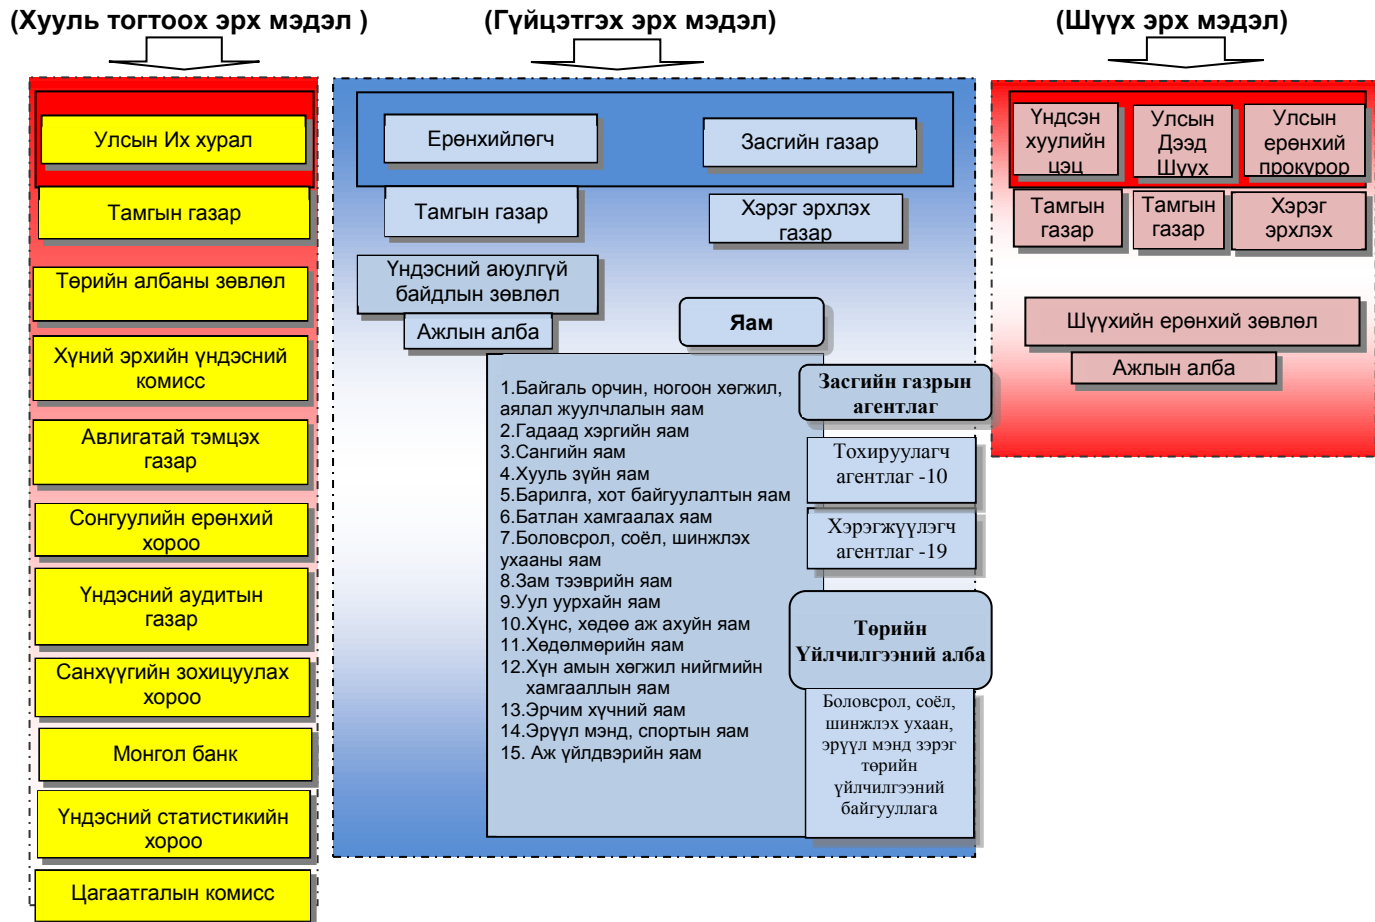 (Хууль тогтоох эрх мэдэл )
Улсын Их хурал
Тамгын газар
Төрийн албаны зөвлөл
Хүний эрхийн үндэсний
комисс
Авлигатай тэмцэх
газар
Сонгуулийн ерөнхий
хороо
Үндэсний аудитын
газар
Санхүүгийн зохицуулах
хороо
Монгол банк
Үндэсний статистикийн
хороо
Цагаатгалын комисс
(Гүйцэтгэх эрх мэдэл)
Ерөнхийлөгч
Засгийн газар
Тамгын газар
Хэрэг эрхлэх
газар
Үндэсний аюулгүй
байдлын зөвлөл
Ажлын алба
Яам
1.Байгаль орчин, ногоон хөгжил,
аялал жуулчлалын яам
2.Гадаад хэргийн яам
3.Сангийн яам
4.Хууль зүйн яам
5.Барилга, хот байгуулалтын яам
6.Батлан хамгаалах яам
7.Боловсрол, соёл, шинжлэх
ухааны яам
8.Зам тээврийн яам
9.Уул уурхайн яам
10.Хүнс, хөдөө аж ахуйн яам
11.Хөдөлмөрийн яам
12.Хүн амын хөгжил нийгмийн
хамгааллын яам
13.Эрчим хүчний яам
14.Эрүүл мэнд, спортын яам
15. Аж үйлдвэрийн яам
Засгийн газрын
агентлаг
Тохируулагч
агентлаг -10
Хэрэгжүүлэгч
агентлаг -19
Төрийн
Үйлчилгээний алба
Боловсрол, соёл,
шинжлэх ухаан,
эрүүл мэнд зэрэг
төрийн
үйлчилгээний
байгууллага
(Шүүх эрх мэдэл)
Үндсэн
хуулийн
цэц
Улсын
Дээд
Шүүх
Улсын
ерөнхий
прокурор
Тамгын
газар
Тамгын
газар
Хэрэг
эрхлэх
Шүүхийн ерөнхий зөвлөл
Ажлын алба